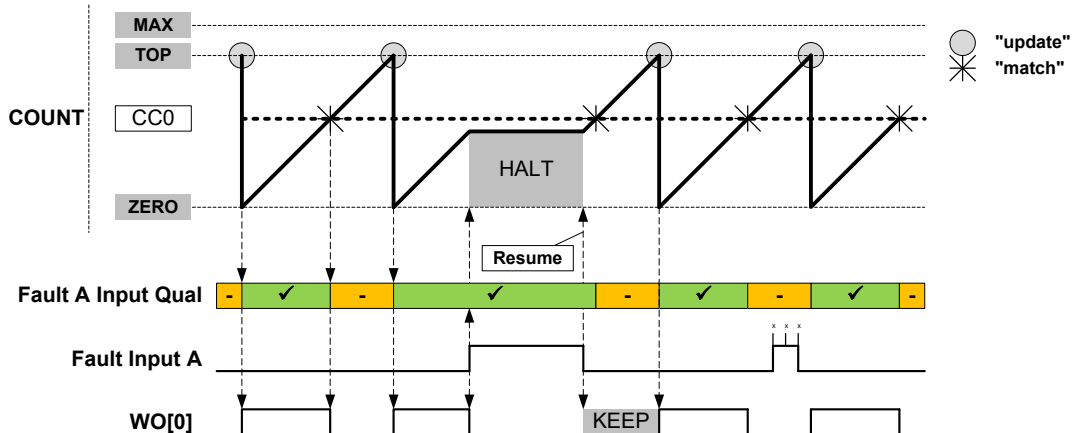 MAX
TOP
"update"
"match"
COUNT
CC0
HALT
ZERO
Resume
Fault A Input Qual
- ✓ - ✓ - ✓ - ✓ -
x x x
Fault Input A
WO[0]
KEEP